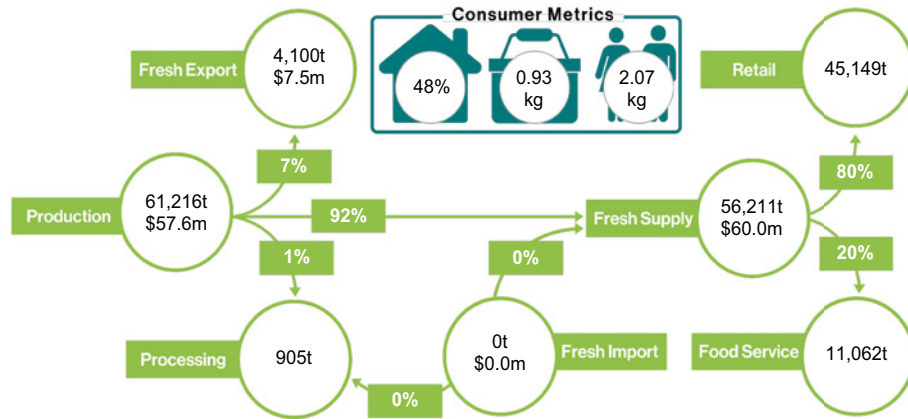 Consumer Metrics
48%
0.93
kg
2.07
kg
Fresh Export
4,100t
$7.5m
Retail
45,149t
7%
80%
Production
61,216t
$57.6m
92%
Fresh Supply
56,211t
$60.0m
1%
0%
20%
Processing
905t
0t
$0.0m
Fresh Import
Food Service
11,062t
0%